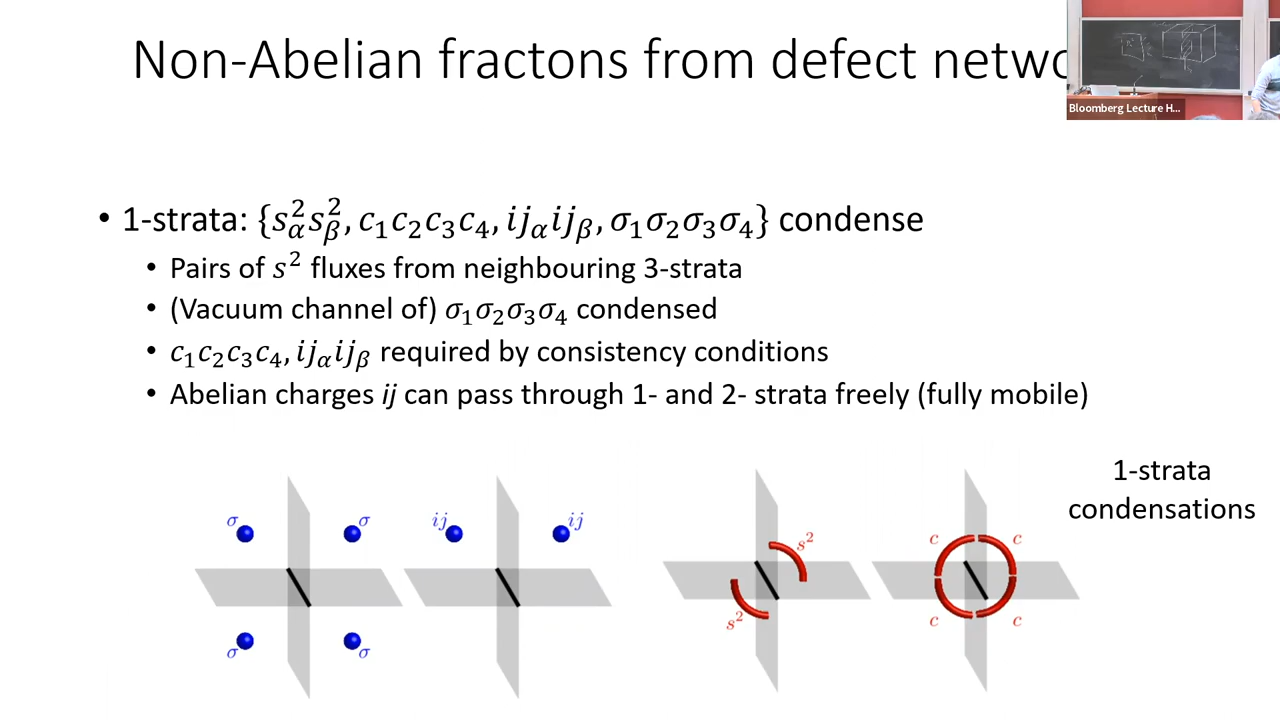 Non-Abelian fractons from defect netwo
Bloomberg Lecture H...
• 1-strata: {s²_α s²_β, c₁c₂c₃c₄, ij_α ij_β, σ₁σ₂σ₃σ₄} condense
• Pairs of s² fluxes from neighbouring 3-strata
• (Vacuum channel of) σ₁σ₂σ₃σ₄ condensed
• c₁c₂c₃c₄, ij_α ij_β required by consistency conditions
• Abelian charges ij can pass through 1- and 2- strata freely (fully mobile)
1-strata
condensations
σ σ ij ij s² c c
σ σ s² c c